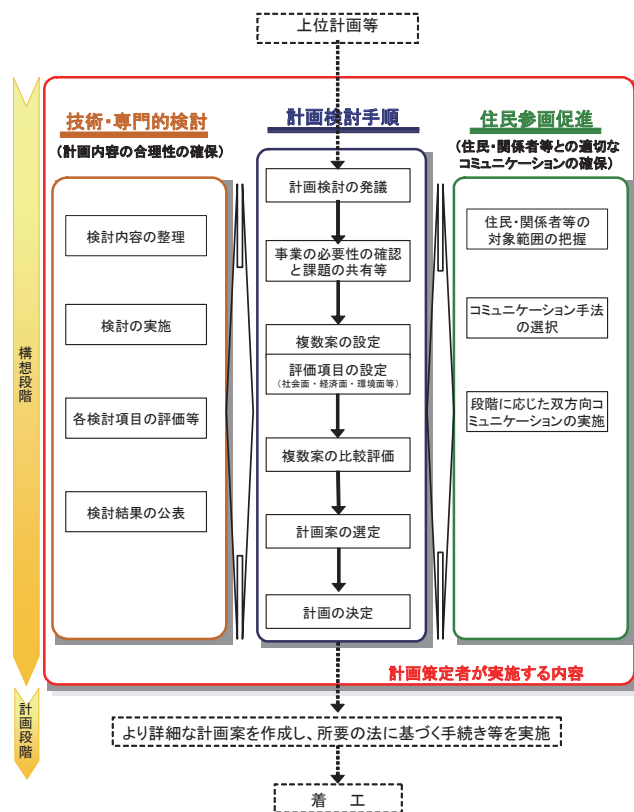 上位計画等
技術・専門的検討
(計画内容の合理性の確保)
検討内容の整理
検討の実施
各検討項目の評価等
検討結果の公表
計画検討手順
計画検討の発議
事業の必要性の確認
と課題の共有等
複数案の設定
評価項目の設定
(社会面・経済面・環境面等)
複数案の比較評価
計画案の選定
計画の決定
住民参画促進
(住民・関係者等との適切な
コミュニケーションの確保)
住民・関係者等の
対象範囲の把握
コミュニケーション手法
の選択
段階に応じた双方向コ
ミュニケーションの実施
構想段階
計画策定者が実施する内容
計画段階
より詳細な計画案を作成し、所要の法に基づく手続き等を実施
着 工